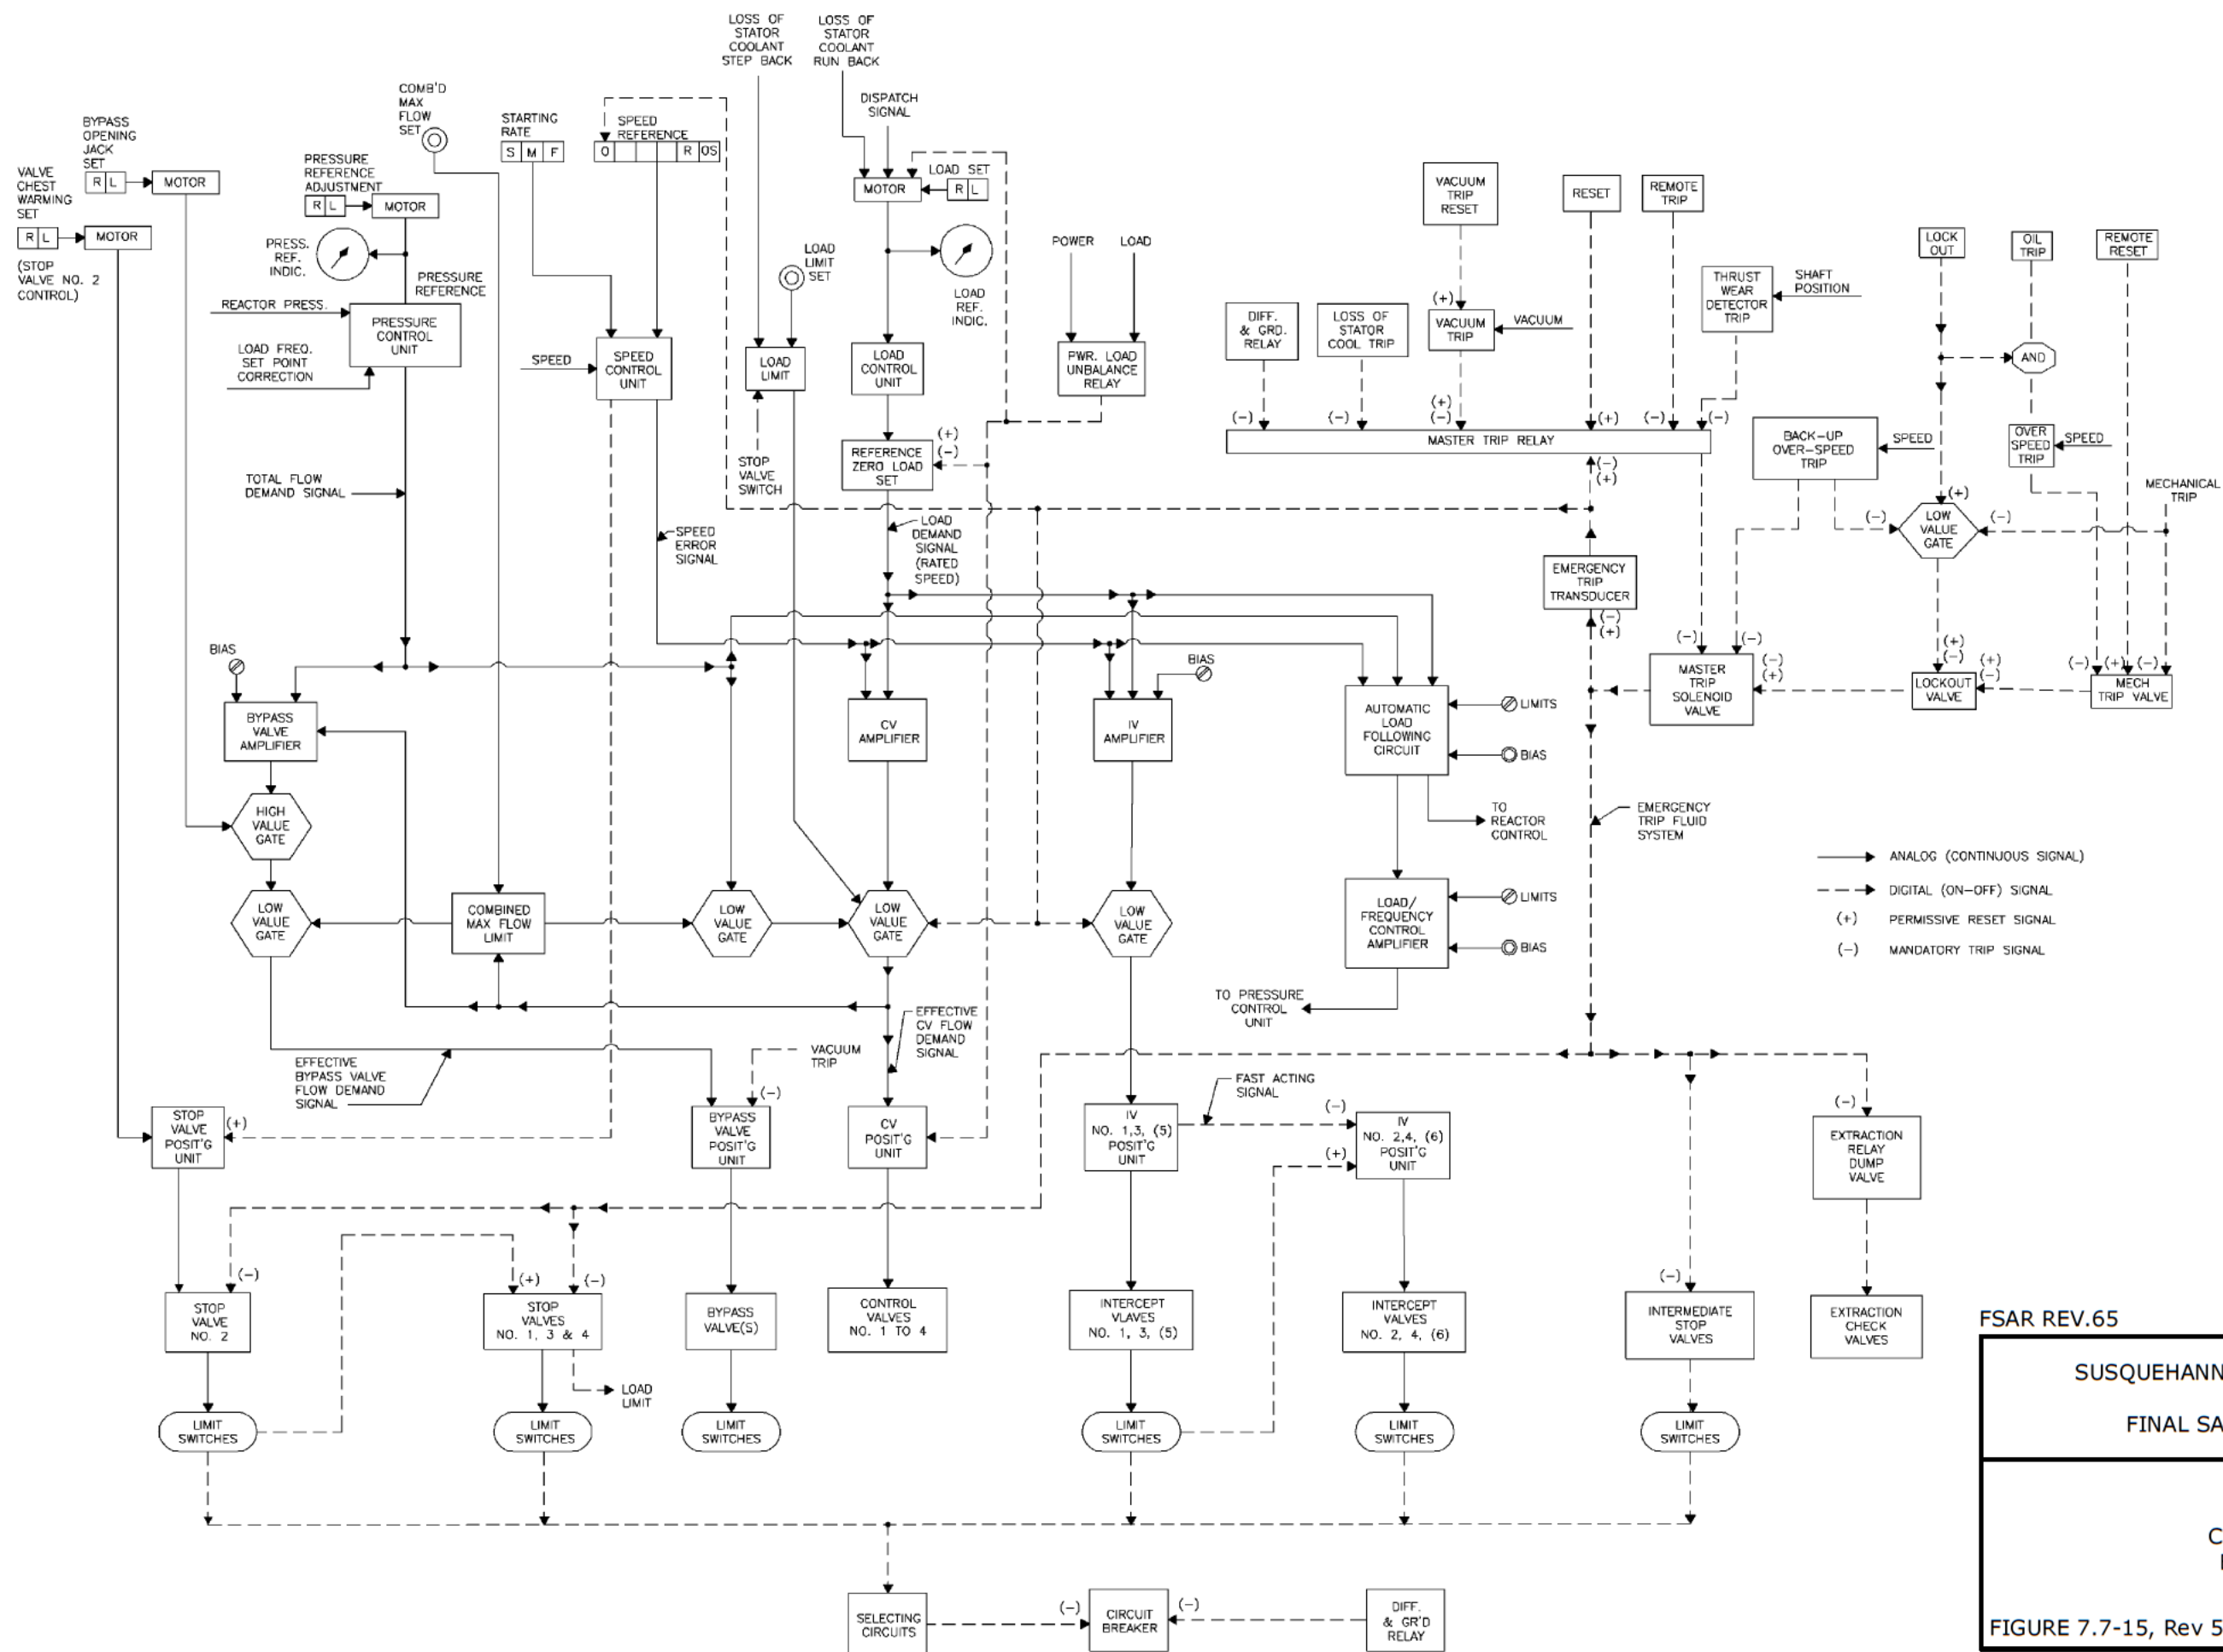 LOSS OF
STATOR
COOLANT
STEP BACK
LOSS OF
STATOR
COOLANT
RUN BACK
DISPATCH
SIGNAL
COMB'D
MAX
FLOW
SET
STARTING
RATE
S M F
SPEED
REFERENCE
0 R OS
BYPASS
OPENING
JACK
SET
R L
MOTOR
PRESSURE
REFERENCE
ADJUSTMENT
R L
MOTOR
VALVE
CHEST
WARMING
SET
R L
MOTOR
(STOP
VALVE NO. 2
CONTROL)
PRESS.
REF.
INDIC.
PRESSURE
REFERENCE
REACTOR PRESS.
PRESSURE
CONTROL
UNIT
LOAD FREQ.
SET POINT
CORRECTION
MOTOR
LOAD SET
R L
LOAD
LIMIT
SET
LOAD
REF.
INDIC.
POWER
LOAD
SPEED
SPEED
CONTROL
UNIT
LOAD
LIMIT
LOAD
CONTROL
UNIT
PWR. LOAD
UNBALANCE
RELAY
VACUUM
TRIP
RESET
RESET
REMOTE
TRIP
LOCK
OUT
OIL
TRIP
REMOTE
RESET
THRUST
WEAR
DETECTOR
TRIP
SHAFT
POSITION
DIFF.
& GRD.
RELAY
LOSS OF
STATOR
COOL TRIP
(+)
VACUUM
TRIP
VACUUM
AND
(-)
(-)
(+)
(-)
(+)
(-)
(-)
MASTER TRIP RELAY
(-)
(+)
BACK-UP
OVER-SPEED
TRIP
SPEED
OVER
SPEED
TRIP
SPEED
MECHANICAL
TRIP
REFERENCE
ZERO LOAD
SET
(+)
(-)
STOP
VALVE
SWITCH
TOTAL FLOW
DEMAND SIGNAL
SPEED
ERROR
SIGNAL
LOAD
DEMAND
SIGNAL
(RATED
SPEED)
(+)
(-)
LOW
VALUE
GATE
(-)
EMERGENCY
TRIP
TRANSDUCER
(-)
(+)
BIAS
BIAS
(-)
(-)
MASTER
TRIP
SOLENOID
VALVE
(-)
(+)
(+)
(-)
LOCKOUT
VALVE
(+)
(-)
(-)
(+)
(-)
MECH
TRIP VALVE
BYPASS
VALVE
AMPLIFIER
CV
AMPLIFIER
IV
AMPLIFIER
AUTOMATIC
LOAD
FOLLOWING
CIRCUIT
LIMITS
BIAS
HIGH
VALUE
GATE
TO
REACTOR
CONTROL
EMERGENCY
TRIP FLUID
SYSTEM
LOW
VALUE
GATE
COMBINED
MAX FLOW
LIMIT
LOW
VALUE
GATE
LOW
VALUE
GATE
LOW
VALUE
GATE
LOAD/
FREQUENCY
CONTROL
AMPLIFIER
LIMITS
BIAS
ANALOG (CONTINUOUS SIGNAL)
DIGITAL (ON-OFF) SIGNAL
(+) PERMISSIVE RESET SIGNAL
(-) MANDATORY TRIP SIGNAL
TO PRESSURE
CONTROL
UNIT
EFFECTIVE
CV FLOW
DEMAND
SIGNAL
EFFECTIVE
BYPASS VALVE
FLOW DEMAND
SIGNAL
VACUUM
TRIP
(-)
FAST ACTING
SIGNAL
STOP
VALVE
POSIT'G
UNIT
(+)
BYPASS
VALVE
POSIT'G
UNIT
CV
POSIT'G
UNIT
IV
NO. 1,3, (5)
POSIT'G
UNIT
(-)
(+)
IV
NO. 2,4, (6)
POSIT'G
UNIT
(-)
EXTRACTION
RELAY
DUMP
VALVE
(-)
STOP
VALVE
NO. 2
(+)
(-)
STOP
VALVES
NO. 1, 3 & 4
BYPASS
VALVE(S)
CONTROL
VALVES
NO. 1 TO 4
INTERCEPT
VLAVES
NO. 1, 3, (5)
INTERCEPT
VALVES
NO. 2, 4, (6)
(-)
INTERMEDIATE
STOP
VALVES
EXTRACTION
CHECK
VALVES
LOAD
LIMIT
LIMIT
SWITCHES
LIMIT
SWITCHES
LIMIT
SWITCHES
LIMIT
SWITCHES
LIMIT
SWITCHES
LIMIT
SWITCHES
SELECTING
CIRCUITS
(-)
CIRCUIT
BREAKER
(-)
DIFF.
& GR'D
RELAY
FSAR REV.65
SUSQUEHANN
FINAL SA
C
FIGURE 7.7-15, Rev 5